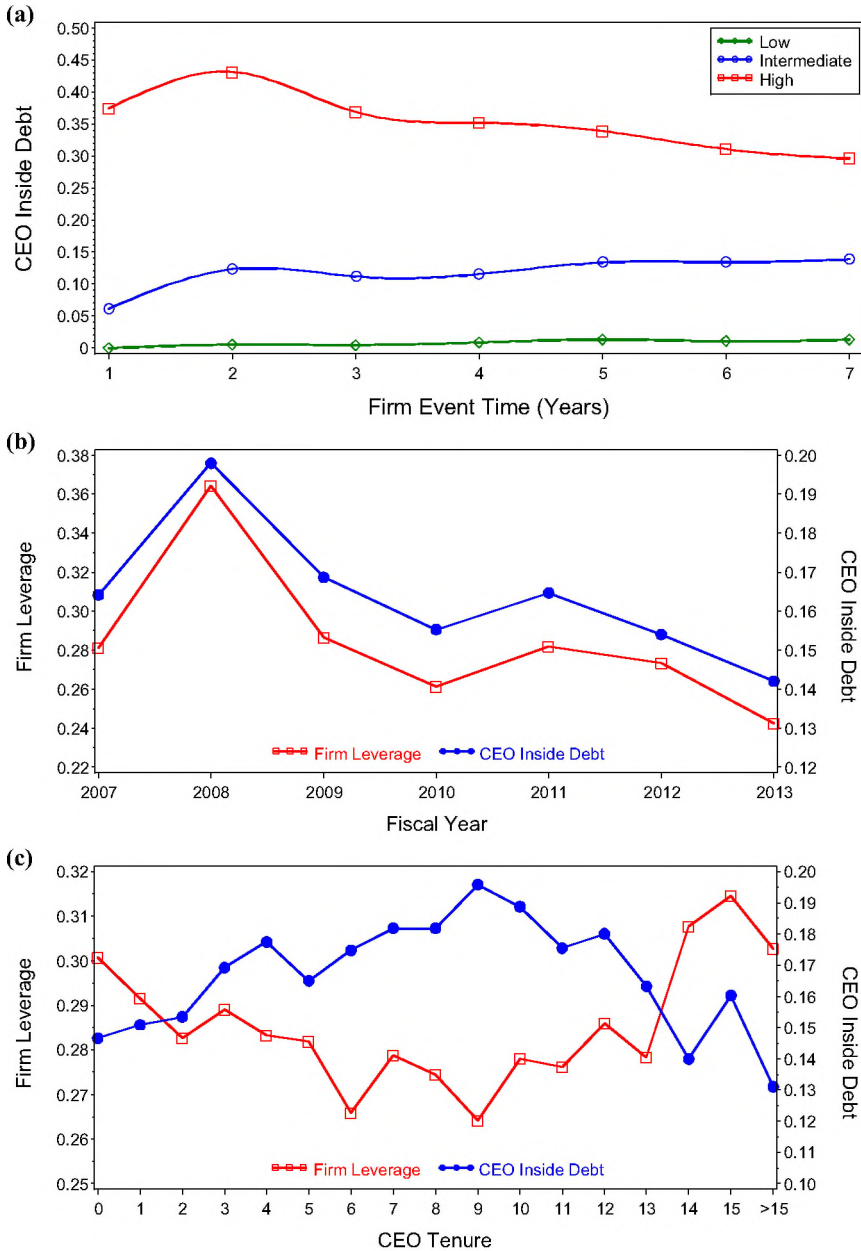 (a)
0.50
0.45
0.40
0.35
0.30
0.25
0.20
0.15
0.10
0.05
0
CEO Inside Debt
Low
Intermediate
High
1 2 3 4 5 6 7
Firm Event Time (Years)
(b)
0.38
0.36
0.34
0.32
0.30
0.28
0.26
0.24
0.22
Firm Leverage
0.20
0.19
0.18
0.17
0.16
0.15
0.14
0.13
0.12
CEO Inside Debt
Firm Leverage CEO Inside Debt
2007 2008 2009 2010 2011 2012 2013
Fiscal Year
(c)
0.32
0.31
0.30
0.29
0.28
0.27
0.26
0.25
Firm Leverage
0.20
0.19
0.18
0.17
0.16
0.15
0.14
0.13
0.12
0.11
0.10
CEO Inside Debt
Firm Leverage CEO Inside Debt
0 1 2 3 4 5 6 7 8 9 10 11 12 13 14 15 >15
CEO Tenure